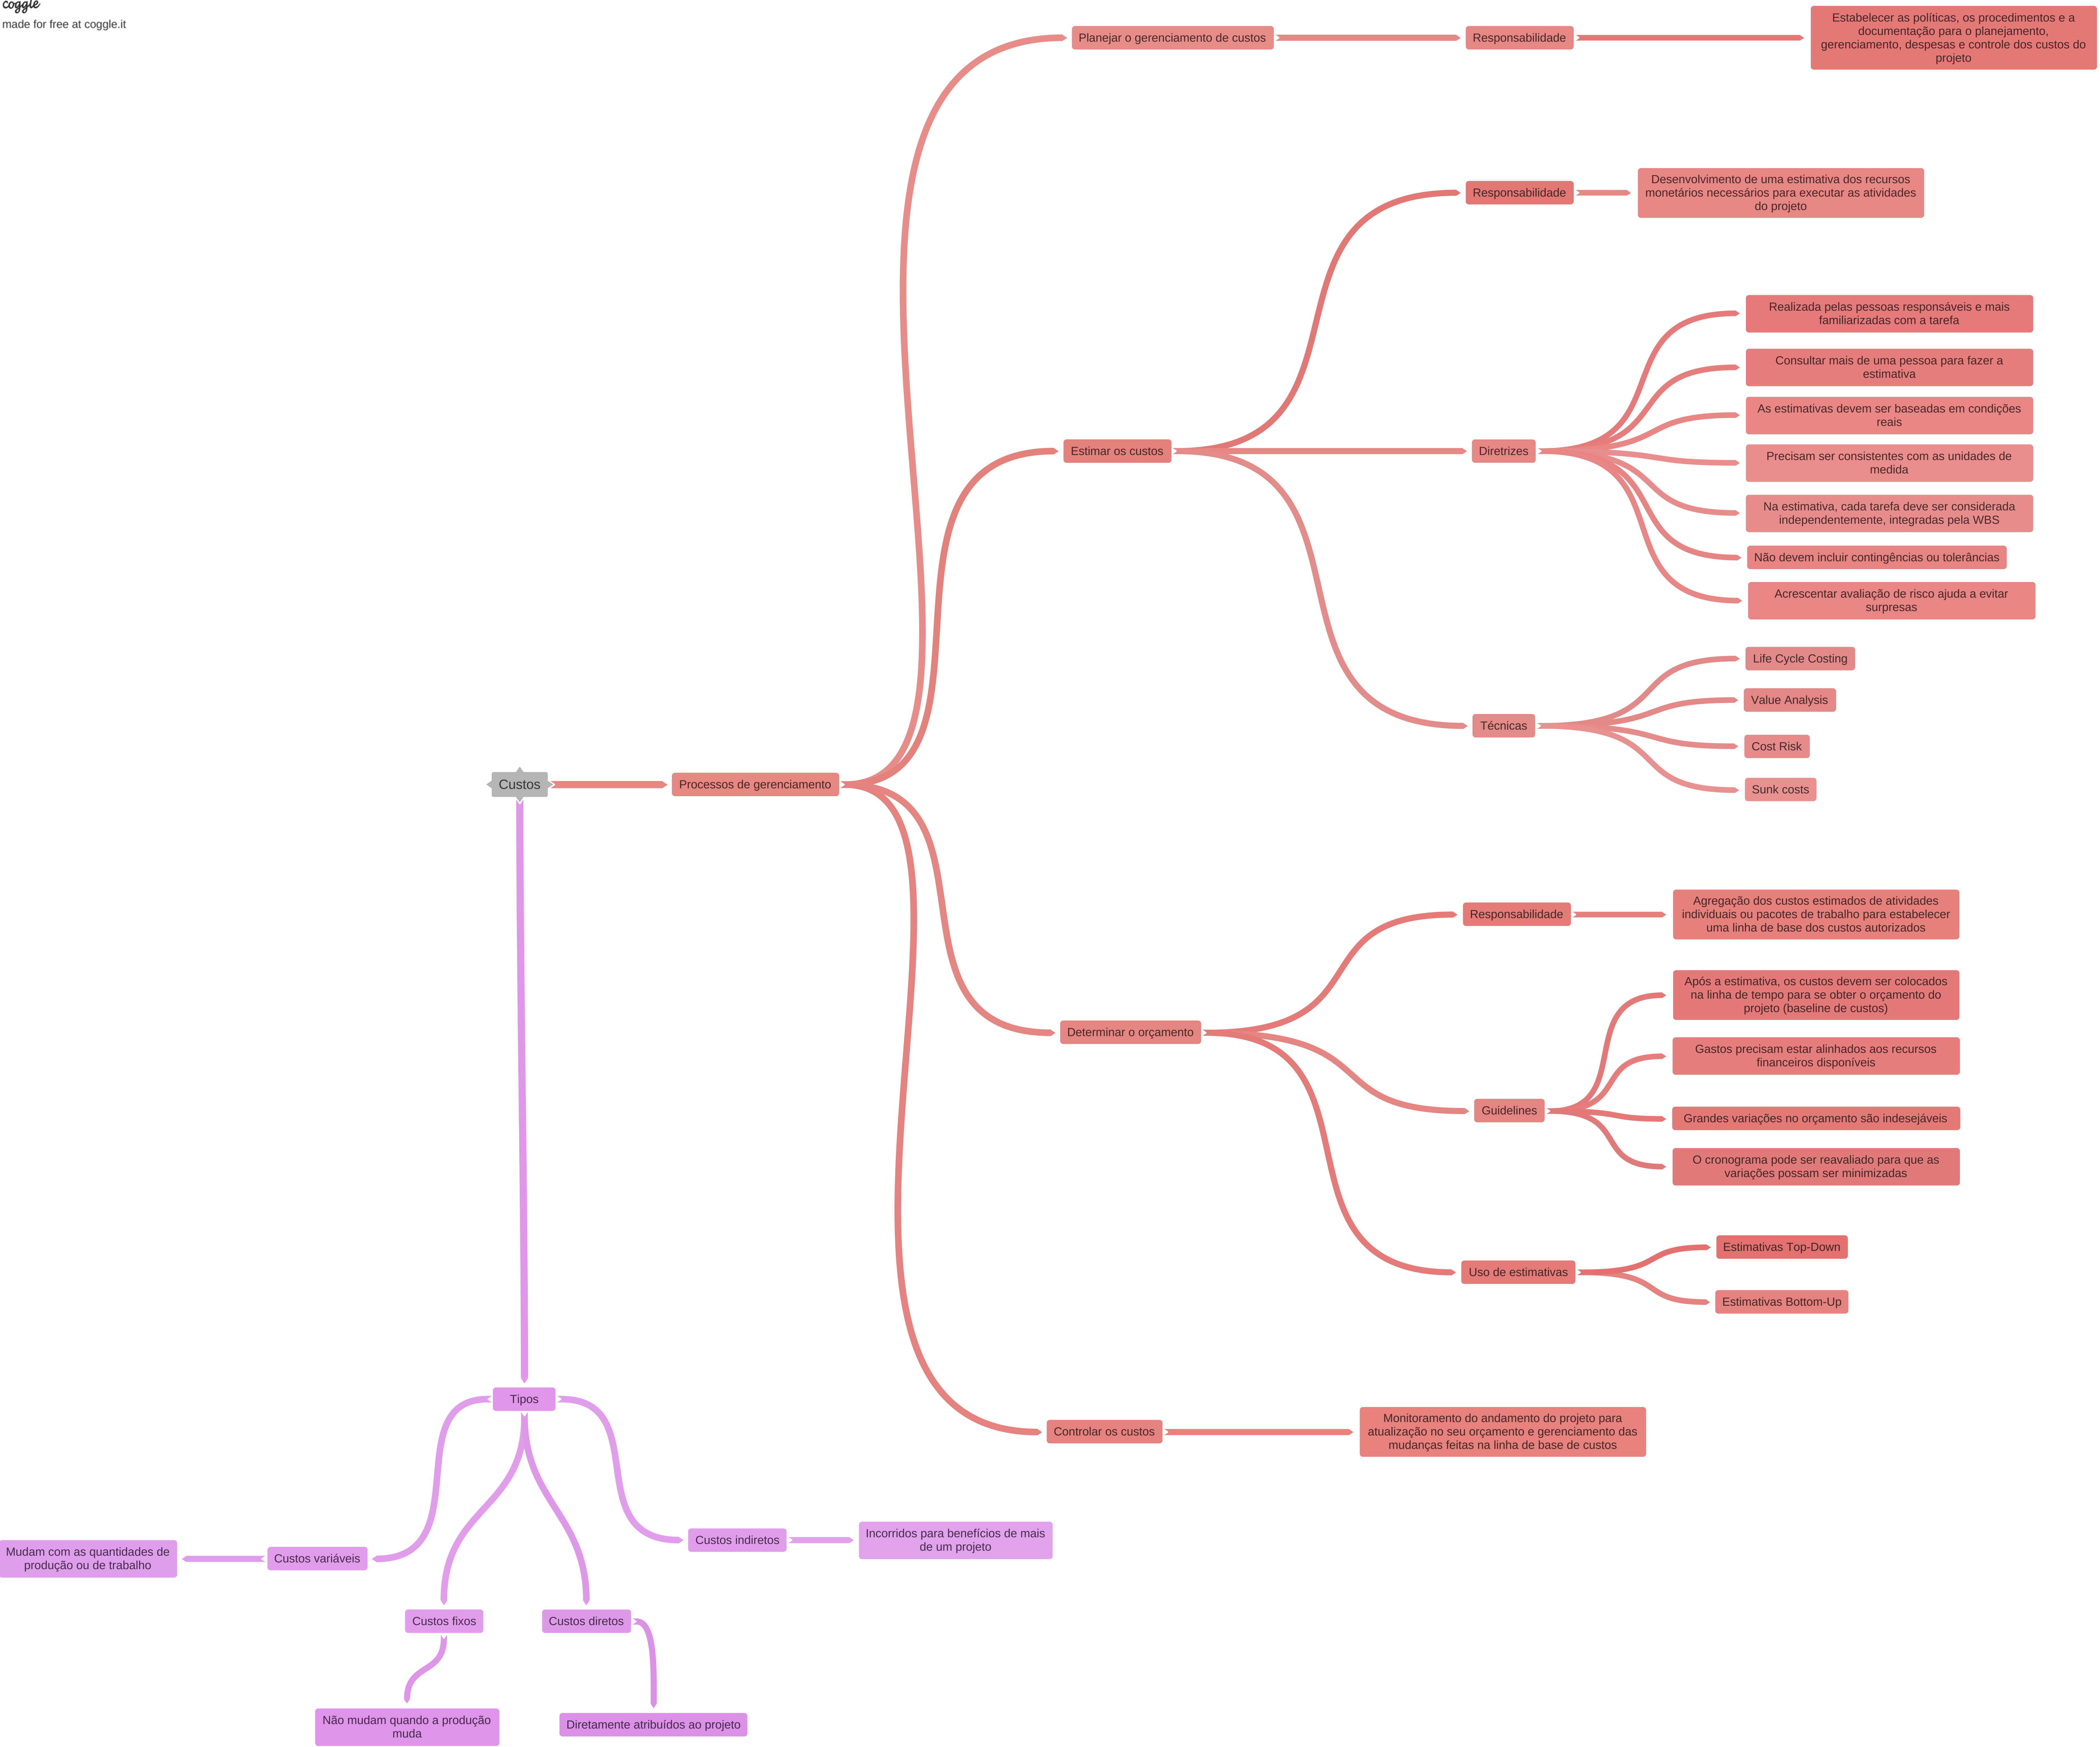 coggle
made for free at coggle.it
Planejar o gerenciamento de custos
Responsabilidade
Estabelecer as políticas, os procedimentos e a
documentação para o planejamento,
gerenciamento, despesas e controle dos custos do
projeto
Responsabilidade
Desenvolvimento de uma estimativa dos recursos
monetários necessários para executar as atividades
do projeto
Estimar os custos
Diretrizes
Realizada pelas pessoas responsáveis e mais
familiarizadas com a tarefa
Consultar mais de uma pessoa para fazer a
estimativa
As estimativas devem ser baseadas em condições
reais
Precisam ser consistentes com as unidades de
medida
Na estimativa, cada tarefa deve ser considerada
independentemente, integradas pela WBS
Não devem incluir contingências ou tolerâncias
Acrescentar avaliação de risco ajuda a evitar
surpresas
Técnicas
Life Cycle Costing
Value Analysis
Cost Risk
Sunk costs
Custos
Processos de gerenciamento
Responsabilidade
Agregação dos custos estimados de atividades
individuais ou pacotes de trabalho para estabelecer
uma linha de base dos custos autorizados
Determinar o orçamento
Guidelines
Após a estimativa, os custos devem ser colocados
na linha de tempo para se obter o orçamento do
projeto (baseline de custos)
Gastos precisam estar alinhados aos recursos
financeiros disponíveis
Grandes variações no orçamento são indesejáveis
O cronograma pode ser reavaliado para que as
variações possam ser minimizadas
Uso de estimativas
Estimativas Top-Down
Estimativas Bottom-Up
Controlar os custos
Monitoramento do andamento do projeto para
atualização no seu orçamento e gerenciamento das
mudanças feitas na linha de base de custos
Tipos
Custos indiretos
Incorridos para benefícios de mais
de um projeto
Custos variáveis
Mudam com as quantidades de
produção ou de trabalho
Custos fixos
Não mudam quando a produção
muda
Custos diretos
Diretamente atribuídos ao projeto